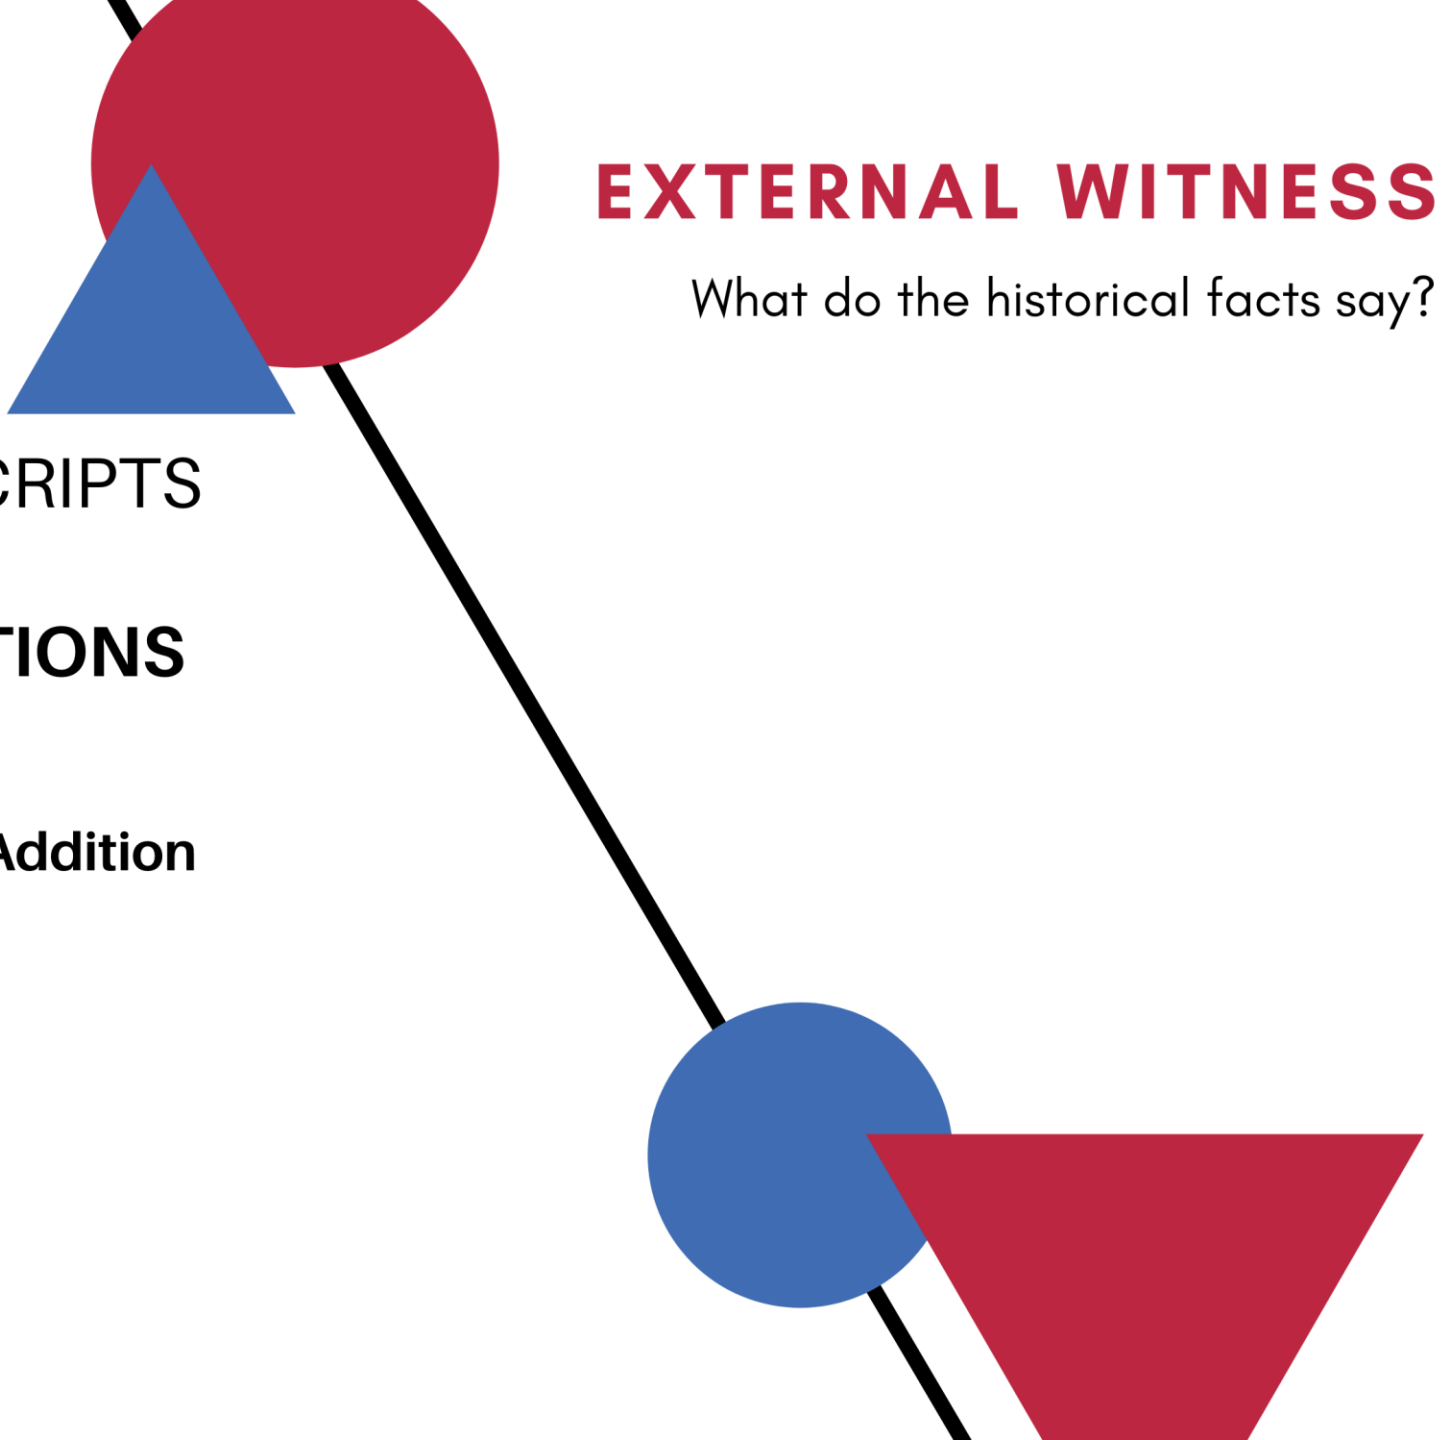 EXTERNAL WITNESS
What do the historical facts say?
CRIPTS
TIONS
Addition